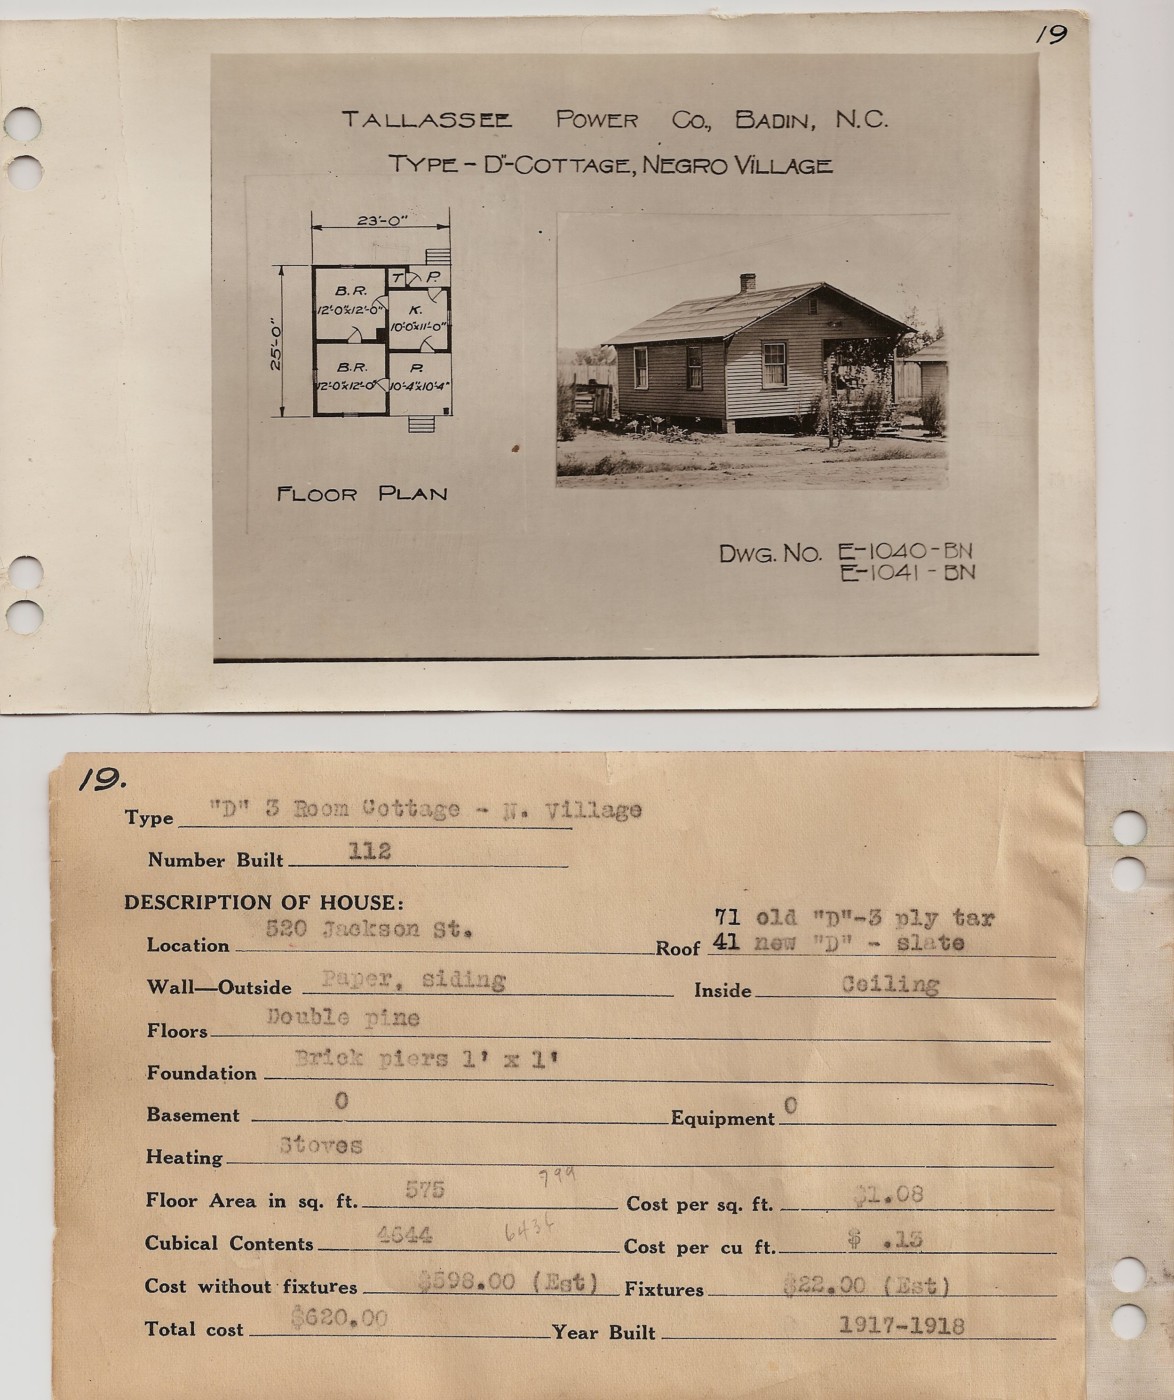 19
TALLASSEE POWER CO., BADIN, N.C.
TYPE - D"-COTTAGE, NEGRO VILLAGE
23'-0"
25'-0"
B.R.
12'-0"x12'-0"
T
P.
K.
10'-0"x11'-0"
B.R.
12'-0"x12'-0"
P.
10'-4"x10'-4"
FLOOR PLAN
DWG. NO. E-1040-BN
E-1041-BN
19.
Type "D" 3 Room Cottage - N. Village
Number Built 112
DESCRIPTION OF HOUSE:
Location 520 Jackson St.
71 old "D"-3 ply tar
Roof 41 new "D" - slate
Wall—Outside Paper, siding Inside Ceiling
Floors Double pine
Foundation Brick piers 1' x 1'
Basement 0 Equipment 0
Heating Stoves
Floor Area in sq. ft. 575 799 Cost per sq. ft. $1.08
Cubical Contents 4644 Cost per cu ft. $ .13
Cost without fixtures $598.00 (Est) Fixtures $22.00 (Est)
Total cost $620.00 Year Built 1917-1918